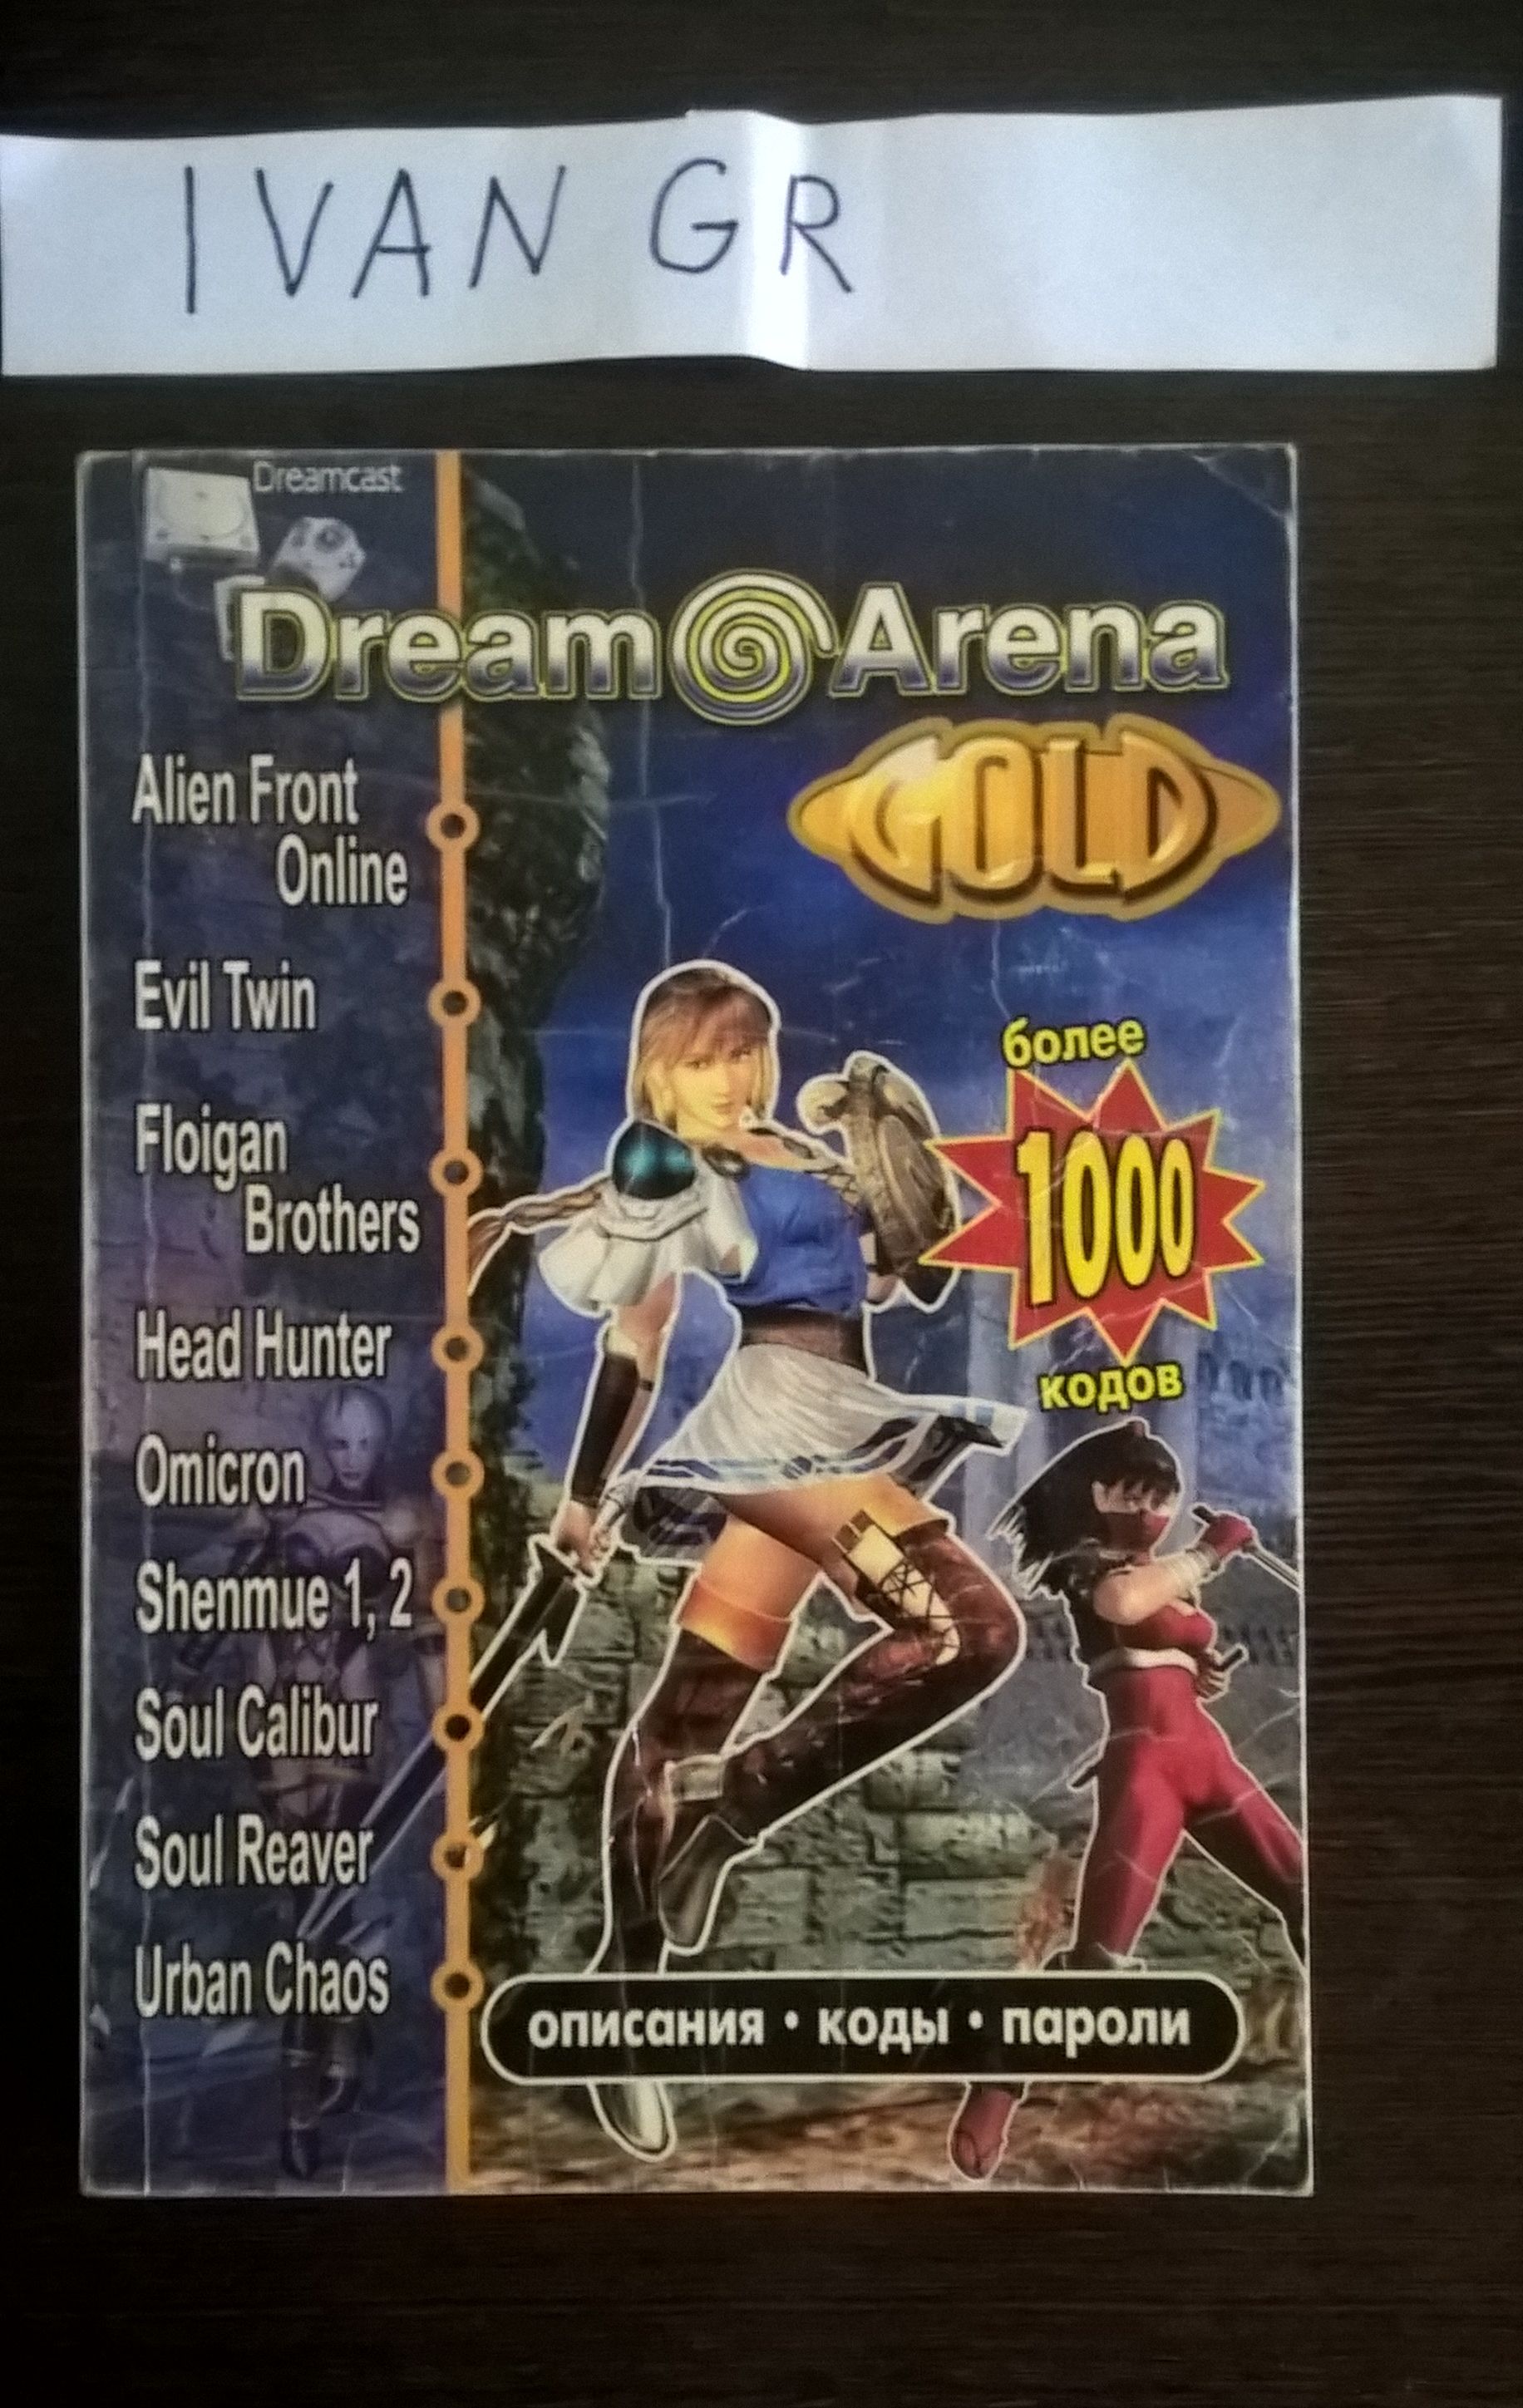 IVAN GR
Dreamcast
Dream Arena
GOLD
Alien Front
Online
Evil Twin
Floigan
Brothers
Head Hunter
Omicron
Shenmue 1, 2
Soul Calibur
Soul Reaver
Urban Chaos
более
1000
кодов
описания • коды • пароли